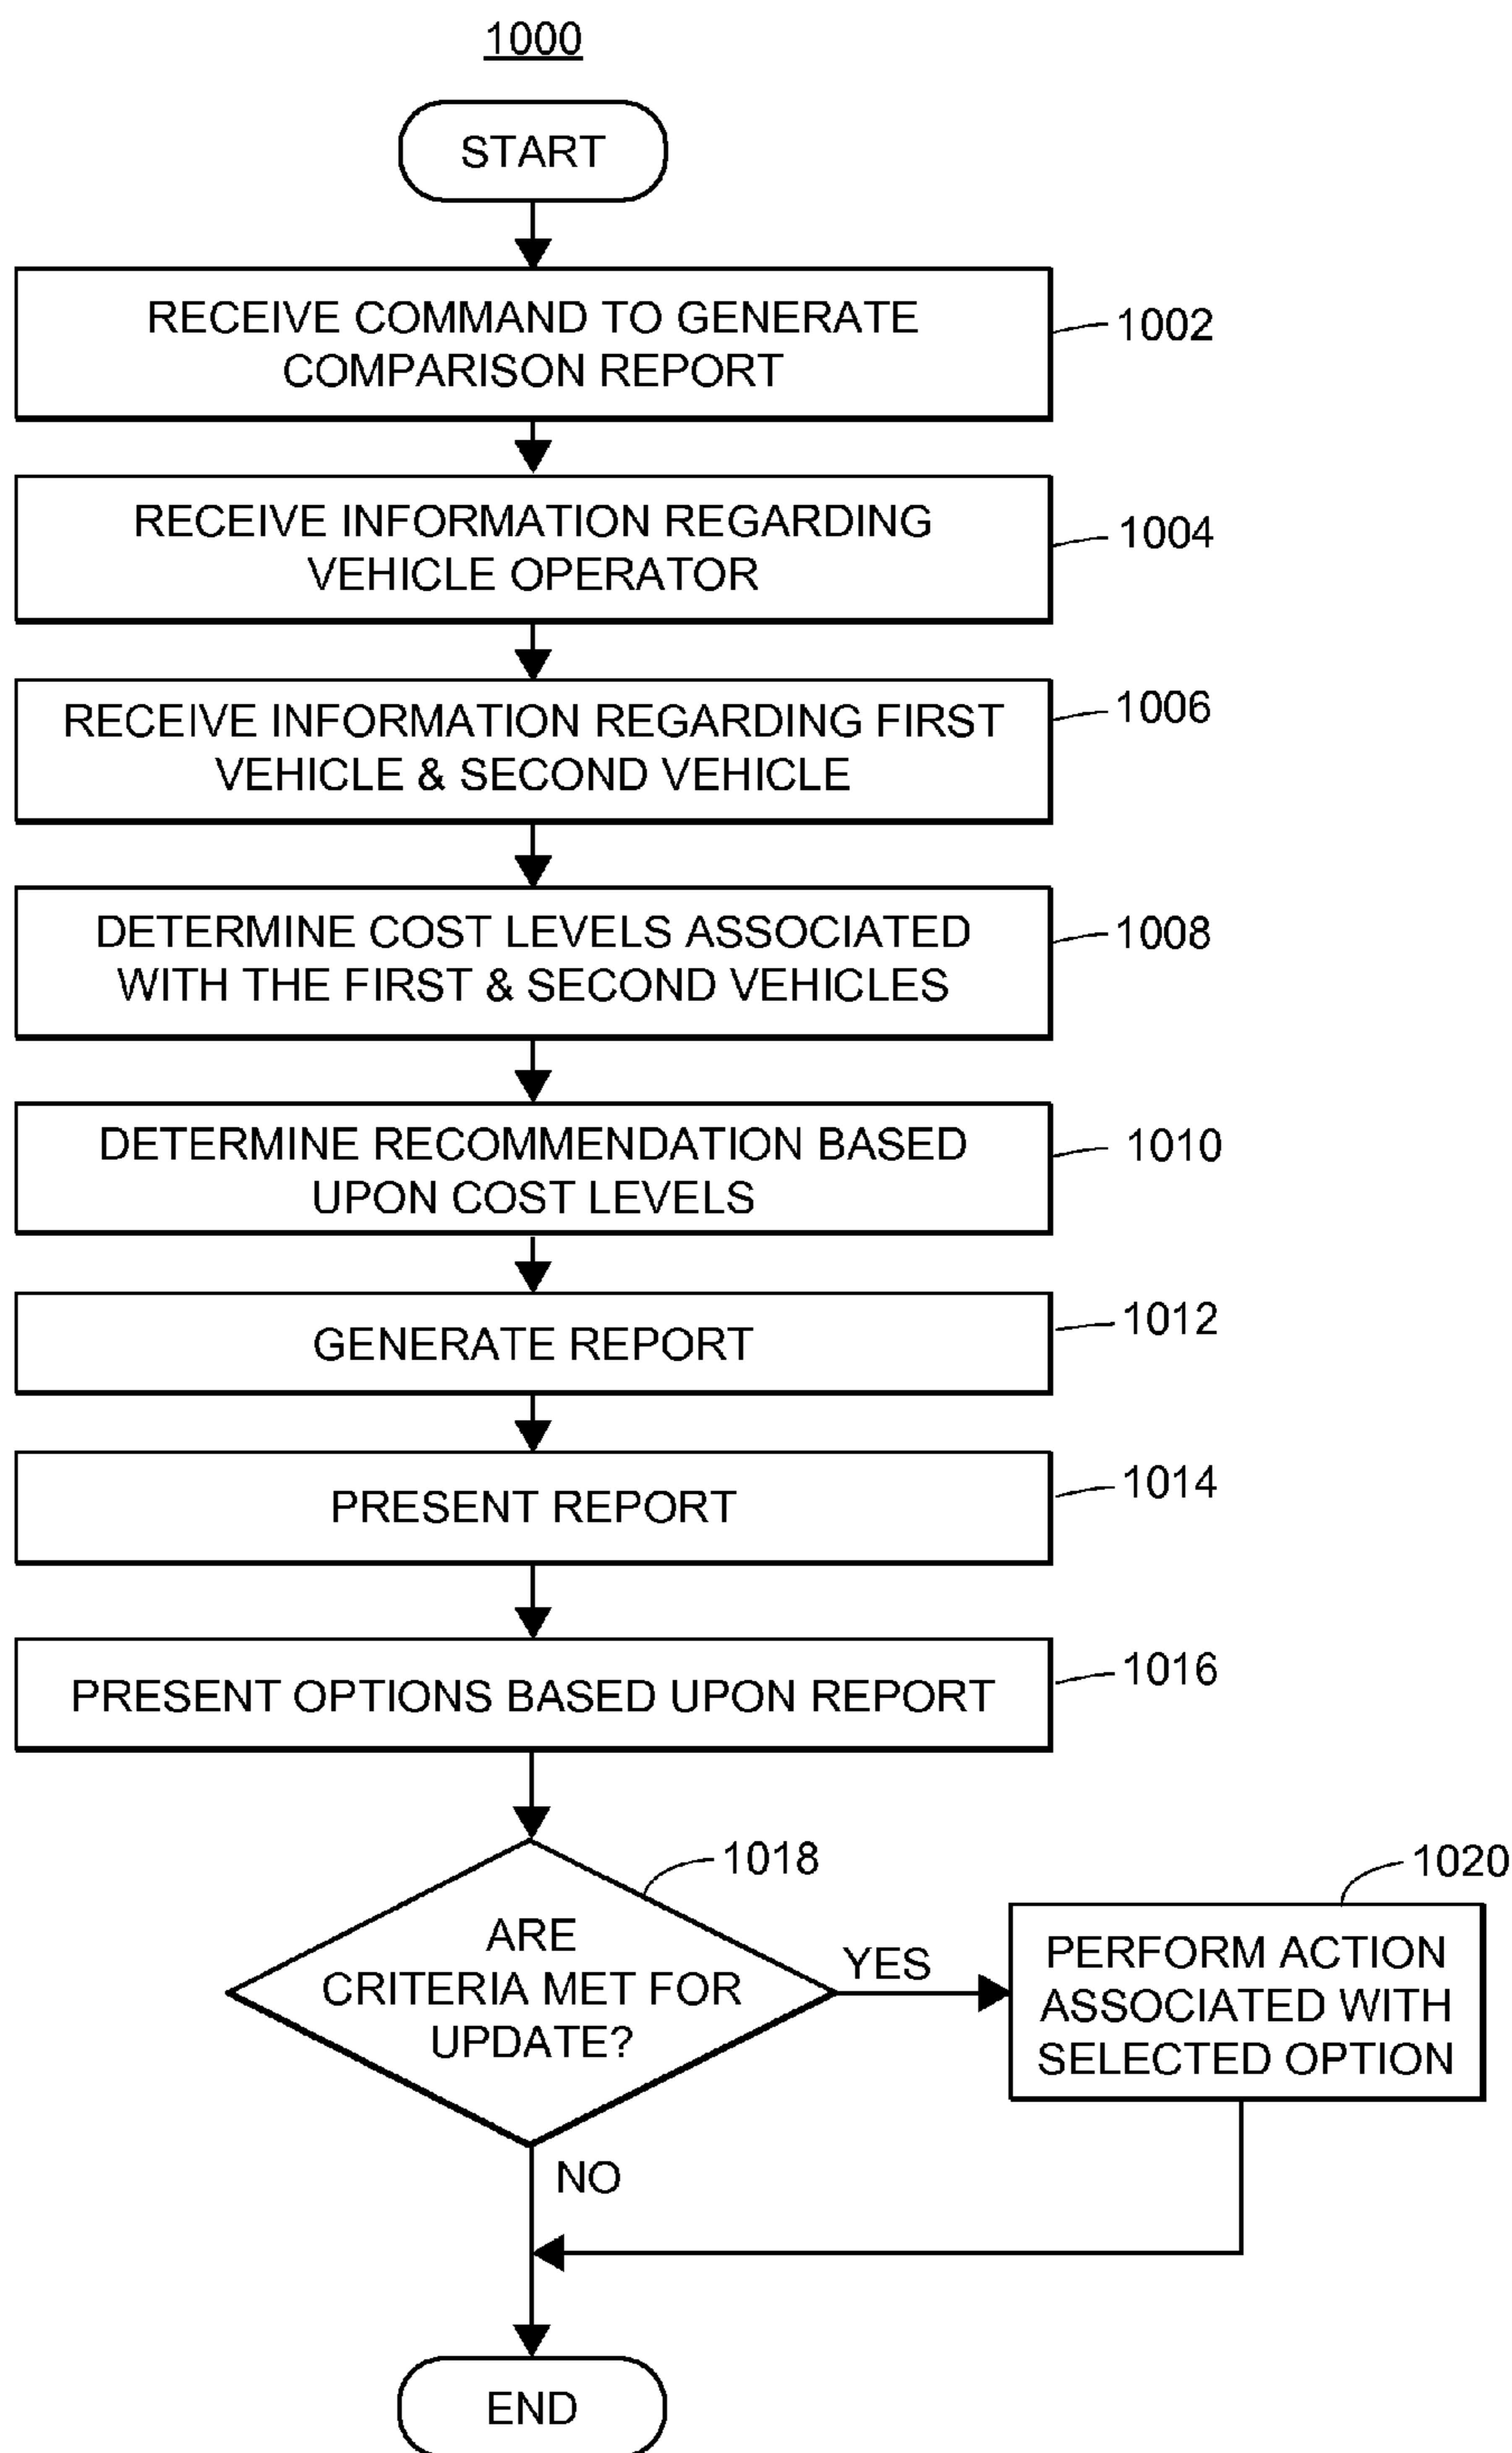 1000
START
RECEIVE COMMAND TO GENERATE
COMPARISON REPORT
1002
RECEIVE INFORMATION REGARDING
VEHICLE OPERATOR
1004
RECEIVE INFORMATION REGARDING FIRST
VEHICLE & SECOND VEHICLE
1006
DETERMINE COST LEVELS ASSOCIATED
WITH THE FIRST & SECOND VEHICLES
1008
DETERMINE RECOMMENDATION BASED
UPON COST LEVELS
1010
GENERATE REPORT
1012
PRESENT REPORT
1014
PRESENT OPTIONS BASED UPON REPORT
1016
ARE
CRITERIA MET FOR
UPDATE?
1018
YES
PERFORM ACTION
ASSOCIATED WITH
SELECTED OPTION
1020
NO
END